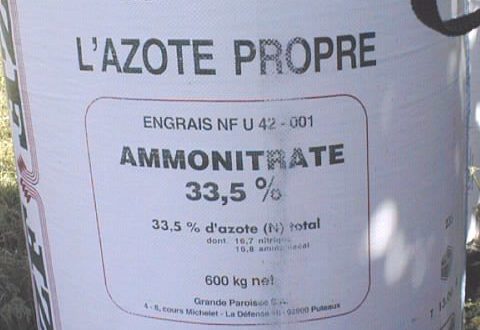 L'AZOTE PROPRE
ENGRAIS NF U 42-001
AMMONITRATE
33,5 %
33,5 % d'azote (N) total
dont 16,7 nitrique
16,8 ammoniacal
600 kg net
Grande Paroisse S.A.
4 - 8, cours Michelet - La Défense 10 - 92800 Puteaux